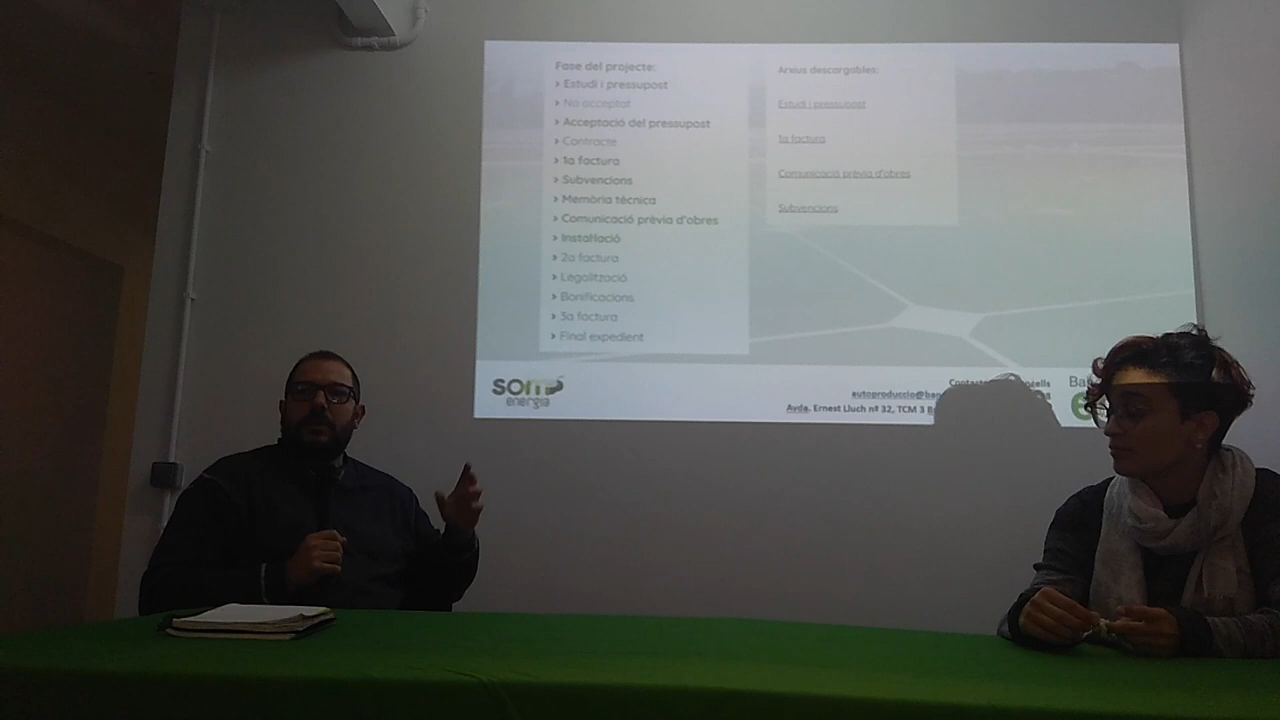 Fase del projecte:
> Estudi i pressupost
> No acceptat
> Acceptació del pressupost
> Contracte
> 1a factura
> Subvencions
> Memòria tècnica
> Comunicació prèvia d'obres
> Instal·lació
> 2a factura
> Legalització
> Bonificacions
> 3a factura
> Final expedient
Arxius descargables:
Estudi i pressupost
1a factura
Comunicació prèvia d'obres
Subvencions
som
energia
Avda. Ernest Lluch nº 32, TCM 3